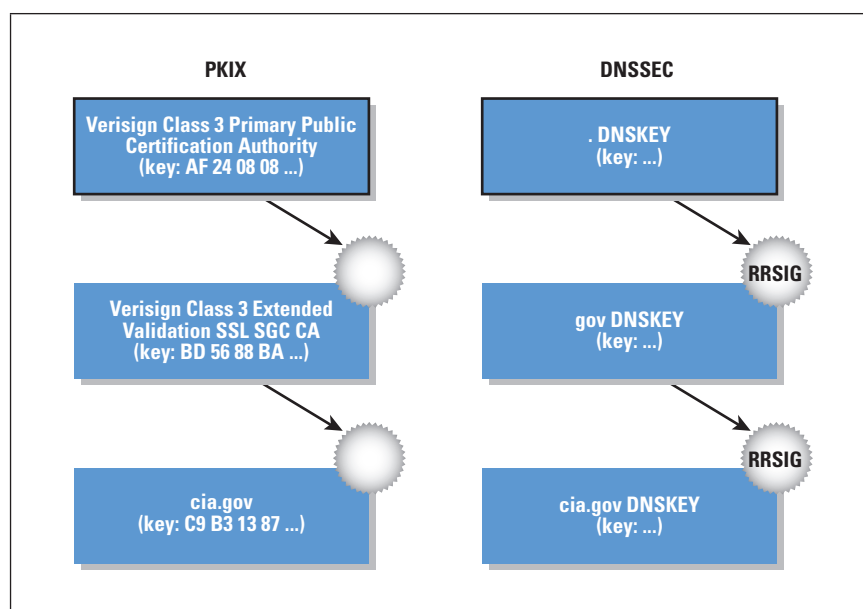 PKIX
Verisign Class 3 Primary Public
Certification Authority
(key: AF 24 08 08 ...)
Verisign Class 3 Extended
Validation SSL SGC CA
(key: BD 56 88 BA ...)
cia.gov
(key: C9 B3 13 87 ...)
DNSSEC
. DNSKEY
(key: ...)
RRSIG
gov DNSKEY
(key: ...)
RRSIG
cia.gov DNSKEY
(key: ...)